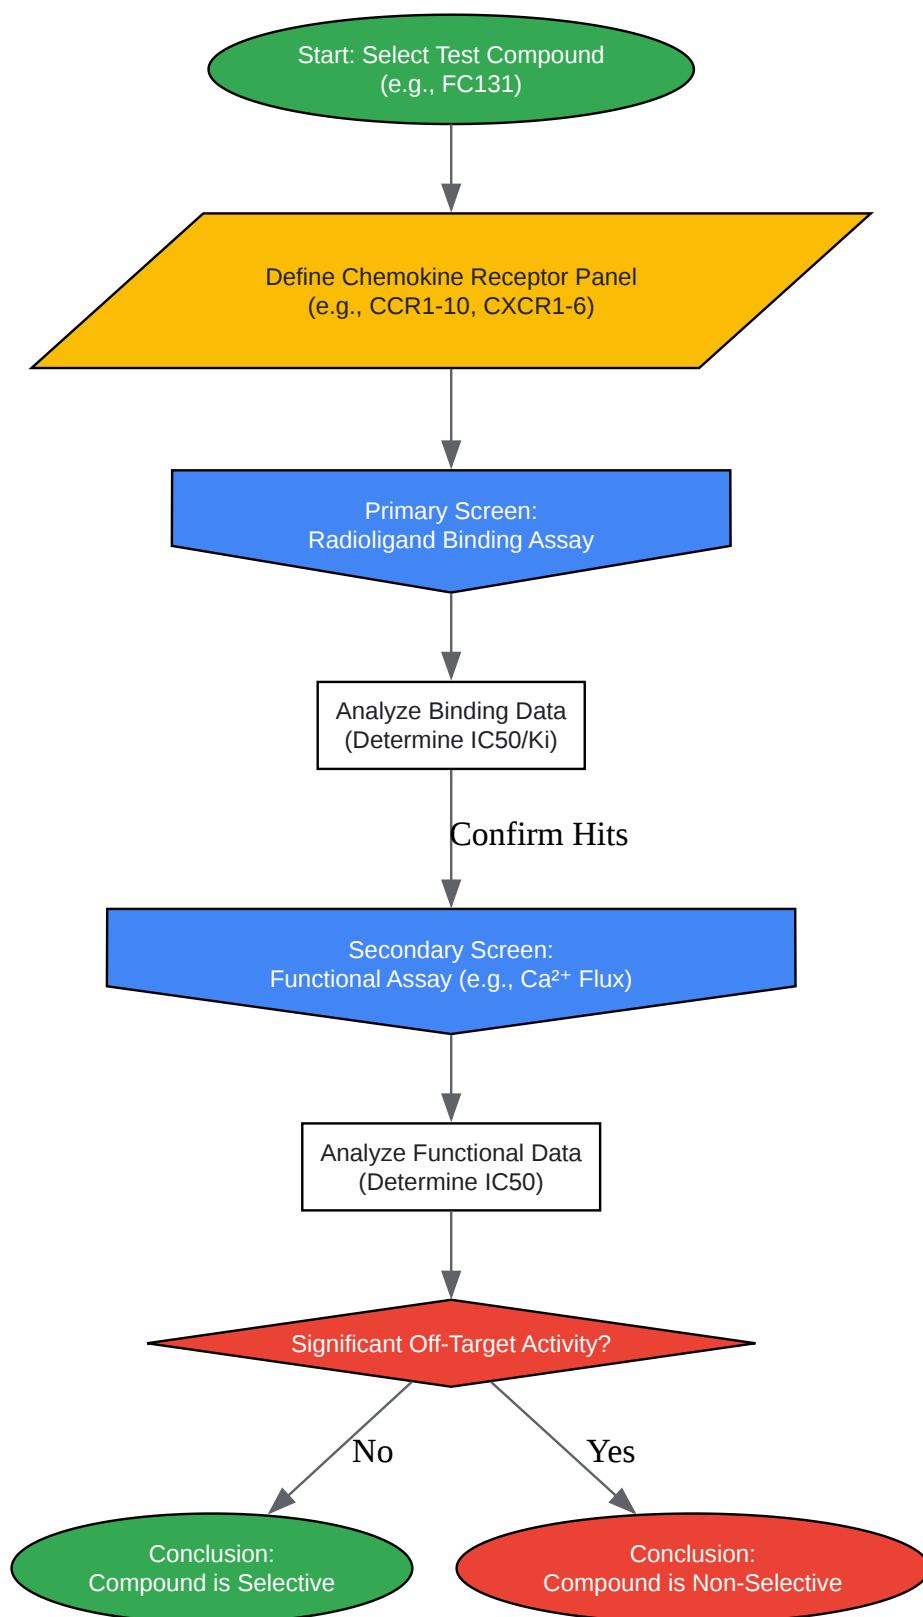 Start: Select Test Compound
(e.g., FC131)
Define Chemokine Receptor Panel
(e.g., CCR1-10, CXCR1-6)
Primary Screen:
Radioligand Binding Assay
Analyze Binding Data
(Determine IC50/Ki)
Confirm Hits
Secondary Screen:
Functional Assay (e.g., Ca²⁺ Flux)
Analyze Functional Data
(Determine IC50)
Significant Off-Target Activity?
No
Yes
Conclusion:
Compound is Selective
Conclusion:
Compound is Non-Selective